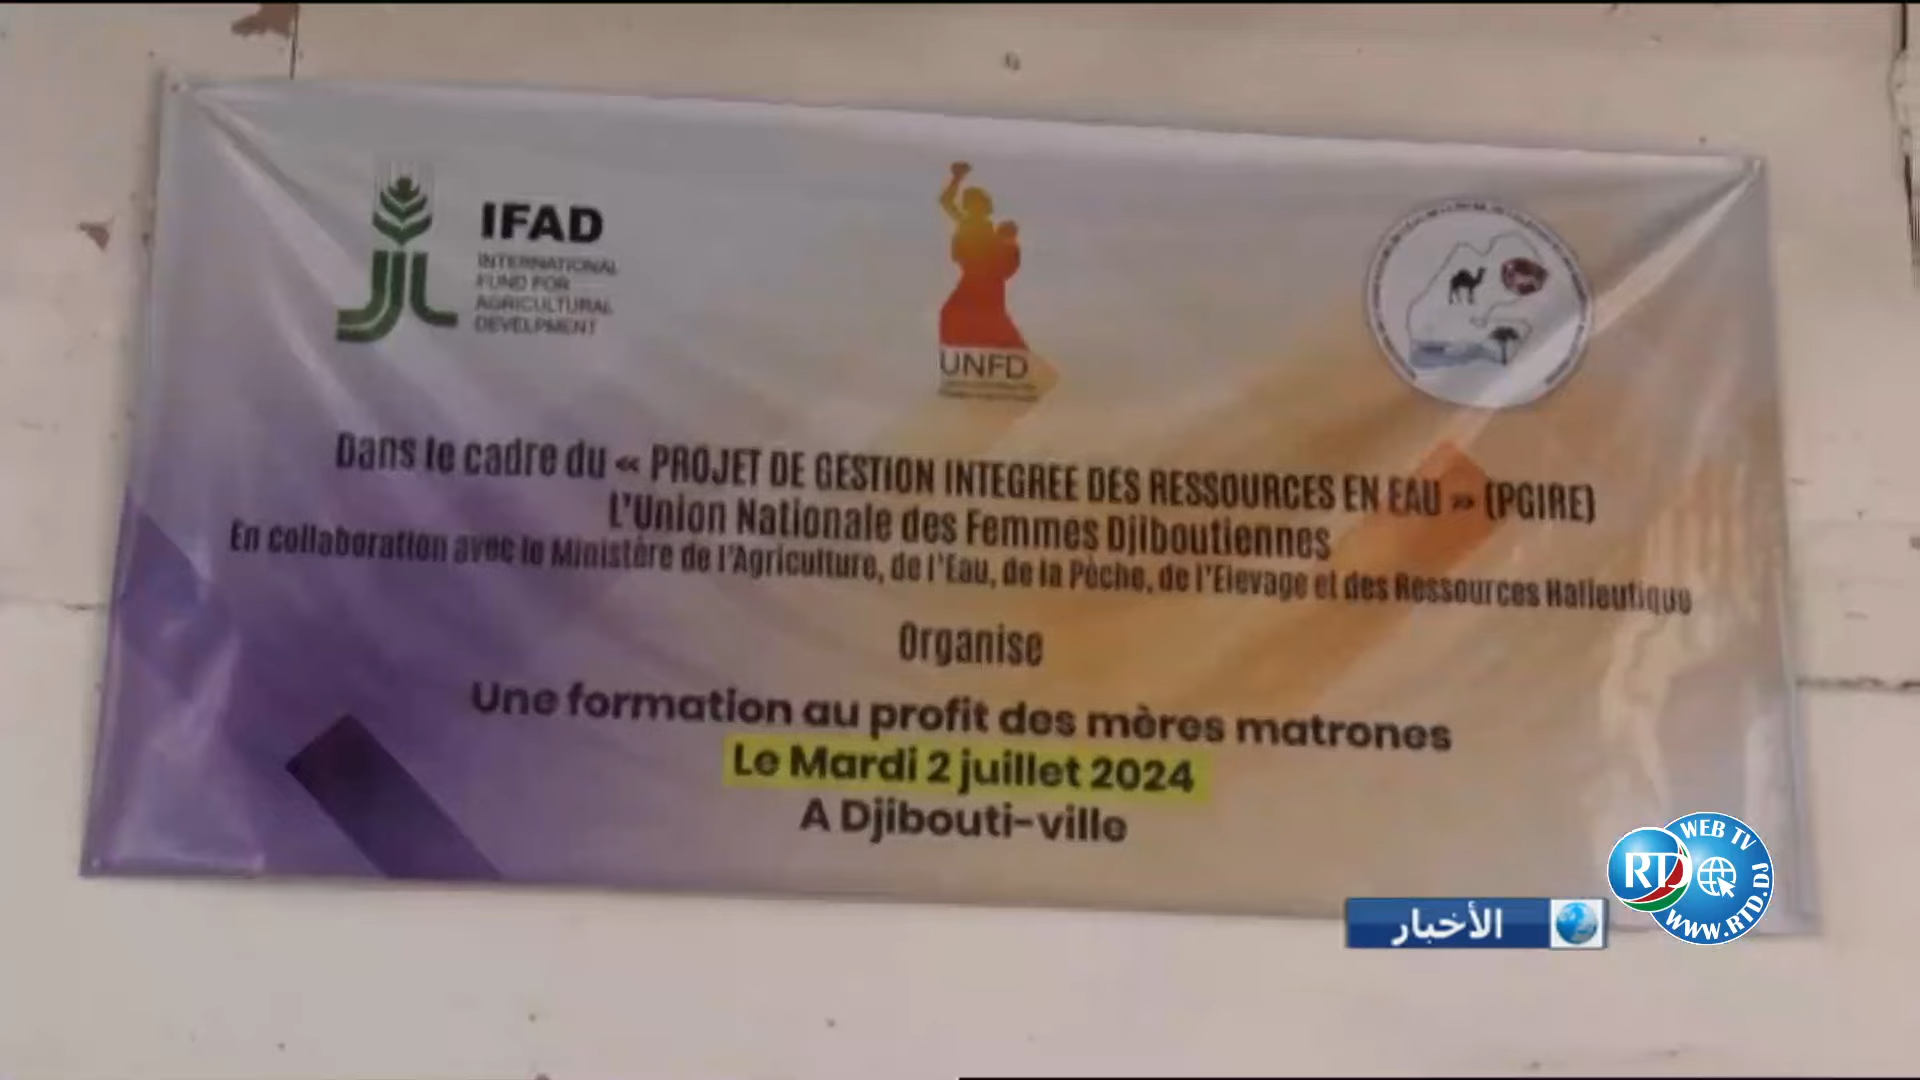 IFAD
INTERNATIONAL
FUND FOR
AGRICULTURAL
DEVELPMENT
UNFD
Dans le cadre du « PROJET DE GESTION INTEGREE DES RESSOURCES EN EAU » (PGIRE)
L'Union Nationale des Femmes Djiboutiennes
En collaboration avec le Ministère de l'Agriculture, de l'Eau, de la Pêche, de l'Elevage et des Ressources Halieutique
Organise
Une formation au profit des mères matrones
Le Mardi 2 juillet 2024
A Djibouti-ville
الأخبار
RTD
WEB TV
WWW.RTD.DJ